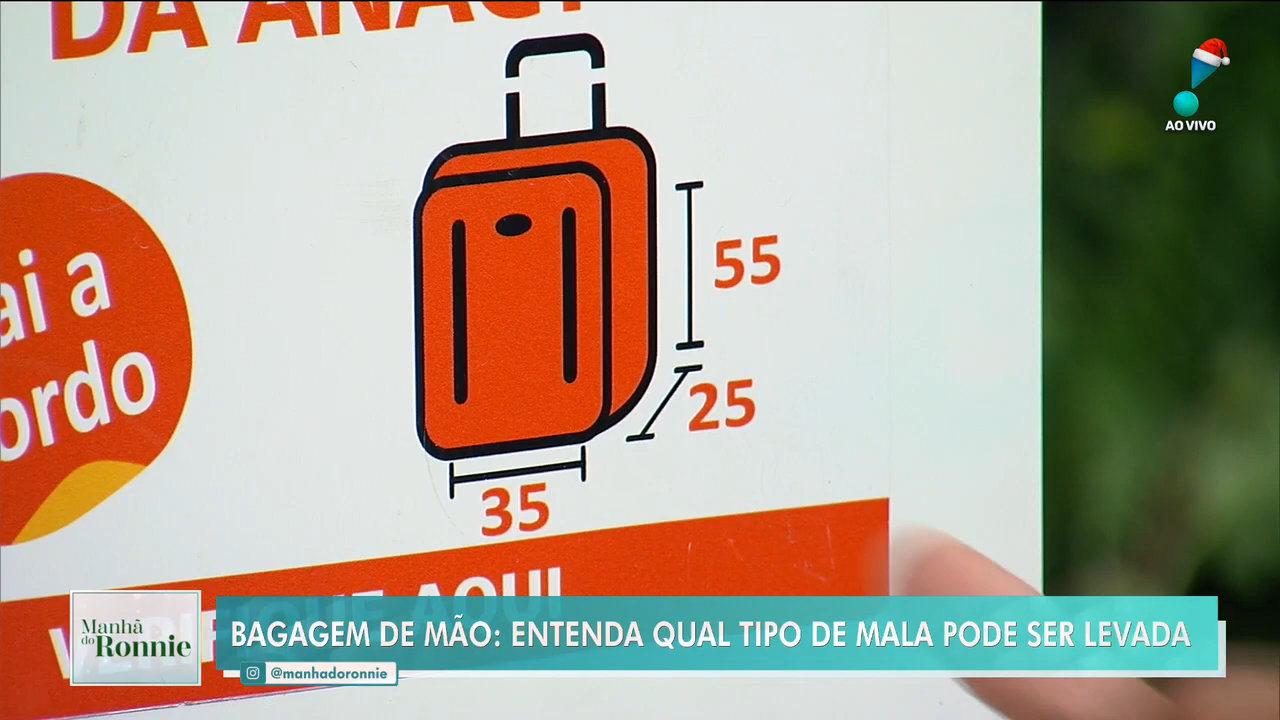 DA ANAC
AO VIVO
ai a
ordo
55
25
35
AQUI
Manhã
do Ronnie
BAGAGEM DE MÃO: ENTENDA QUAL TIPO DE MALA PODE SER LEVADA
@manhadoronnie